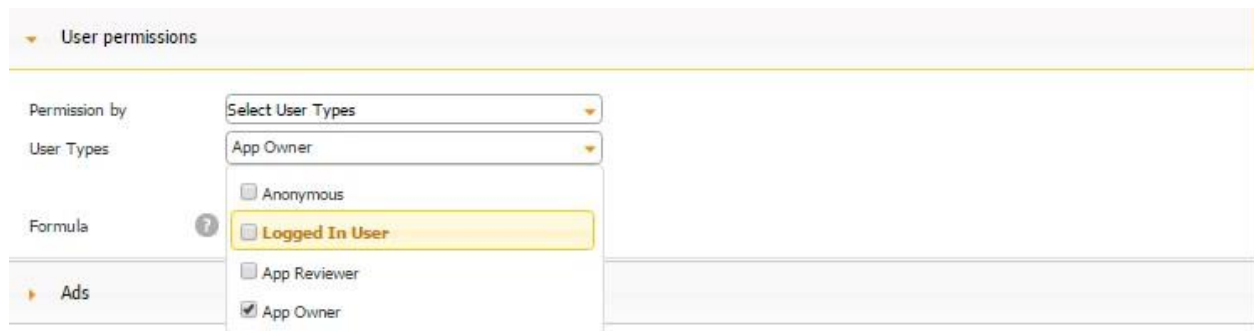 User permissions
Permission by Select User Types
User Types App Owner
Anonymous
Formula ? Logged In User
App Reviewer
Ads
App Owner